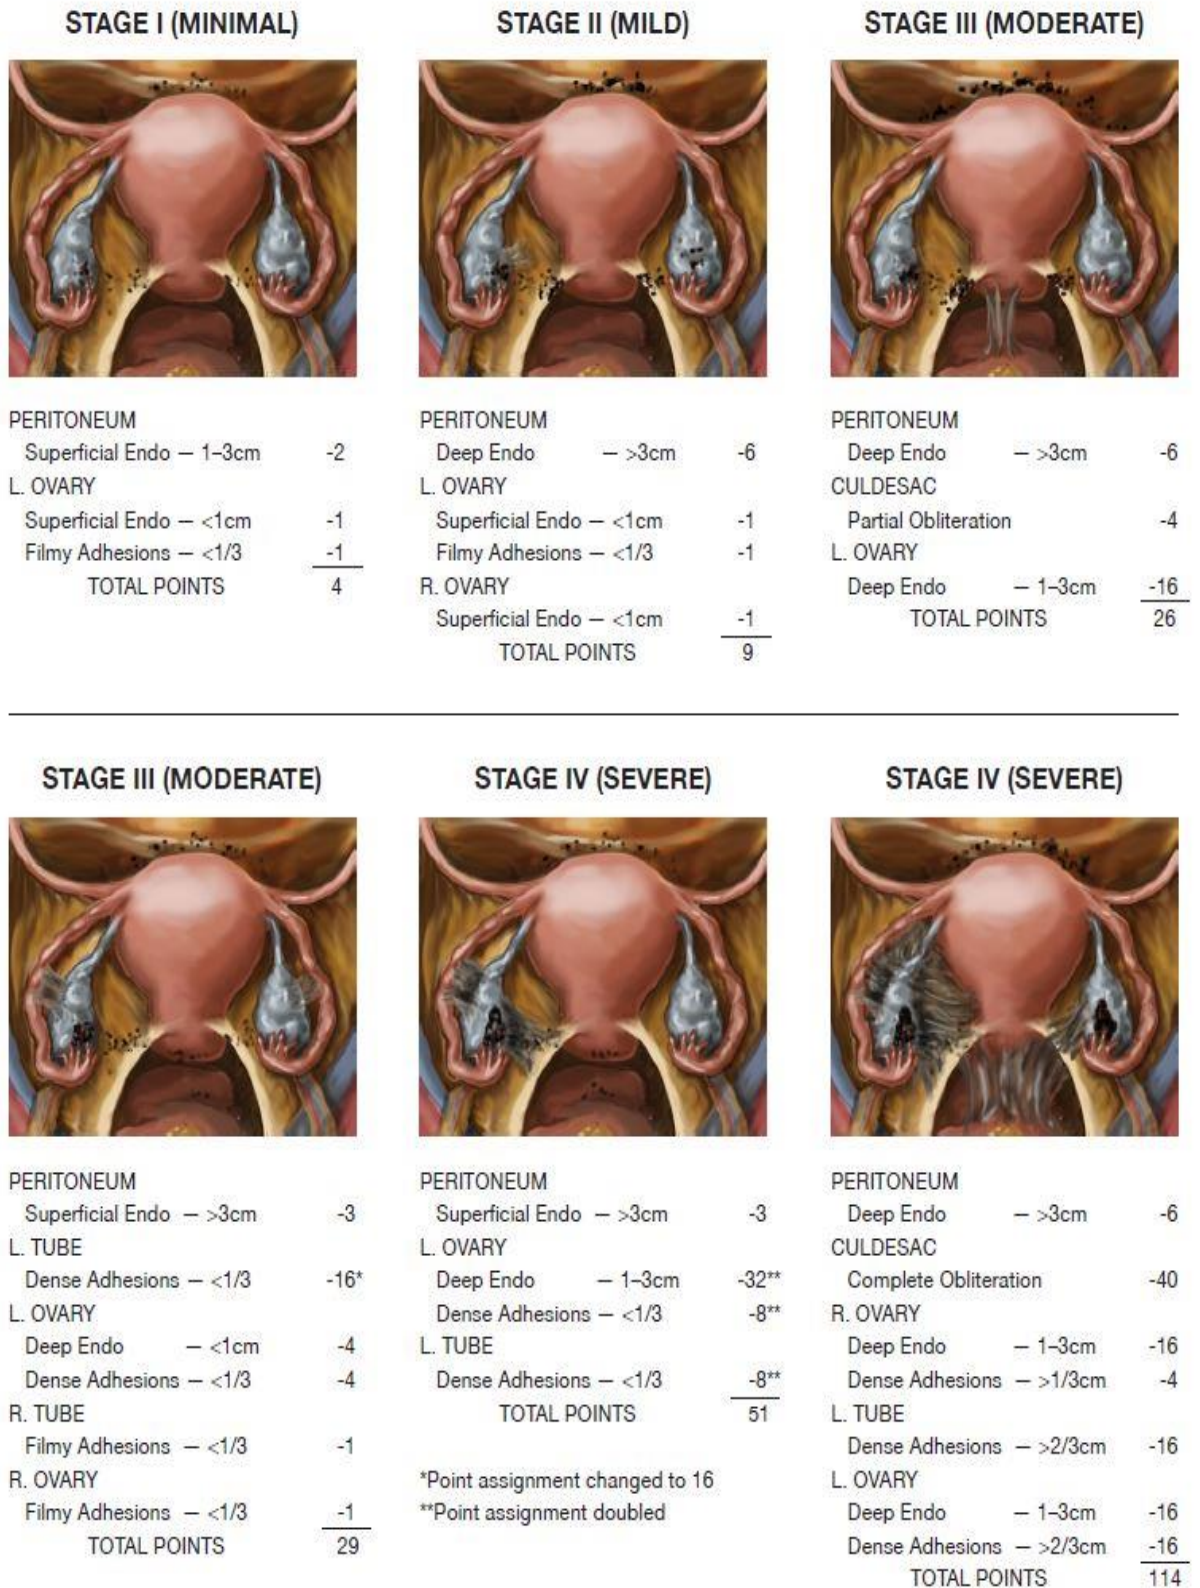 STAGE I (MINIMAL)
PERITONEUM
Superficial Endo – 1–3cm -2
L. OVARY
Superficial Endo – <1cm -1
Filmy Adhesions – <1/3 -1
TOTAL POINTS 4
STAGE II (MILD)
PERITONEUM
Deep Endo – >3cm -6
L. OVARY
Superficial Endo – <1cm -1
Filmy Adhesions – <1/3 -1
R. OVARY
Superficial Endo – <1cm -1
TOTAL POINTS 9
STAGE III (MODERATE)
PERITONEUM
Deep Endo – >3cm -6
CULDESAC
Partial Obliteration -4
L. OVARY
Deep Endo – 1–3cm -16
TOTAL POINTS 26
STAGE III (MODERATE)
PERITONEUM
Superficial Endo – >3cm -3
L. TUBE
Dense Adhesions – <1/3 -16*
L. OVARY
Deep Endo – <1cm -4
Dense Adhesions – <1/3 -4
R. TUBE
Filmy Adhesions – <1/3 -1
R. OVARY
Filmy Adhesions – <1/3 -1
TOTAL POINTS 29
STAGE IV (SEVERE)
PERITONEUM
Superficial Endo – >3cm -3
L. OVARY
Deep Endo – 1–3cm -32**
Dense Adhesions – <1/3 -8**
L. TUBE
Dense Adhesions – <1/3 -8**
TOTAL POINTS 51
*Point assignment changed to 16
**Point assignment doubled
STAGE IV (SEVERE)
PERITONEUM
Deep Endo – >3cm -6
CULDESAC
Complete Obliteration -40
R. OVARY
Deep Endo – 1–3cm -16
Dense Adhesions – >1/3cm -4
L. TUBE
Dense Adhesions – >2/3cm -16
L. OVARY
Deep Endo – 1–3cm -16
Dense Adhesions – >2/3cm -16
TOTAL POINTS 114